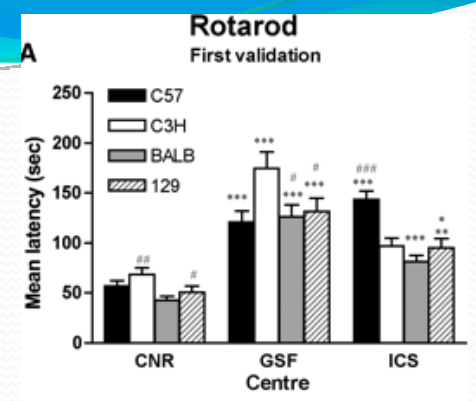 Rotarod
A
First validation
C57
C3H
BALB
129
Mean latency (sec)
250
200
150
100
50
0
##
#
***
***
#
***
#
***
###
***
***
*
**
CNR GSF ICS
Centre